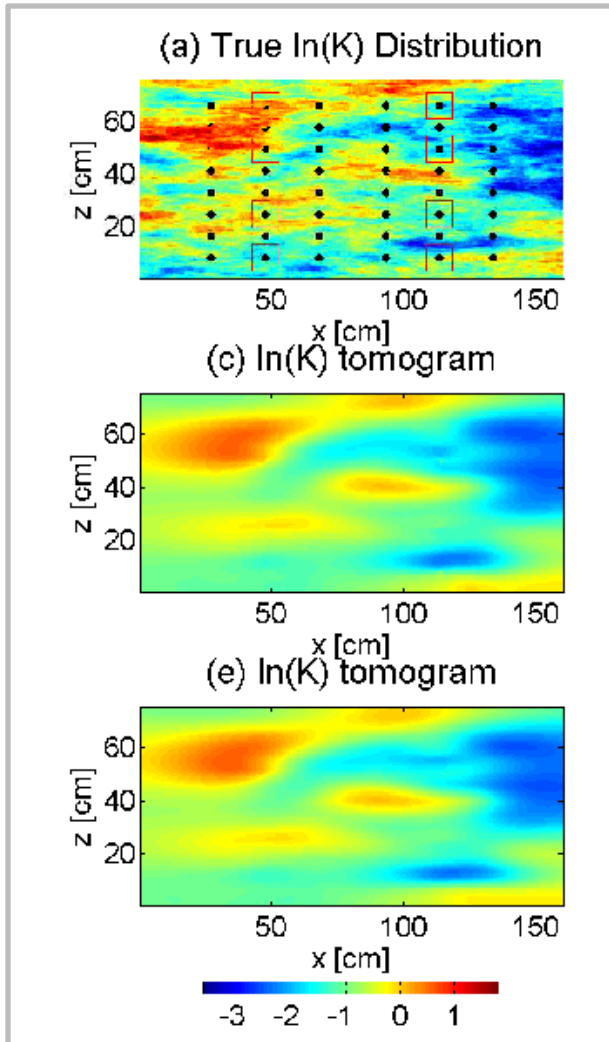 (a) True ln(K) Distribution
z [cm]
60
40
20
50
100
150
x [cm]
(c) ln(K) tomogram
z [cm]
60
40
20
50
100
150
x [cm]
(e) ln(K) tomogram
z [cm]
60
40
20
50
100
150
x [cm]
-3 -2 -1 0 1